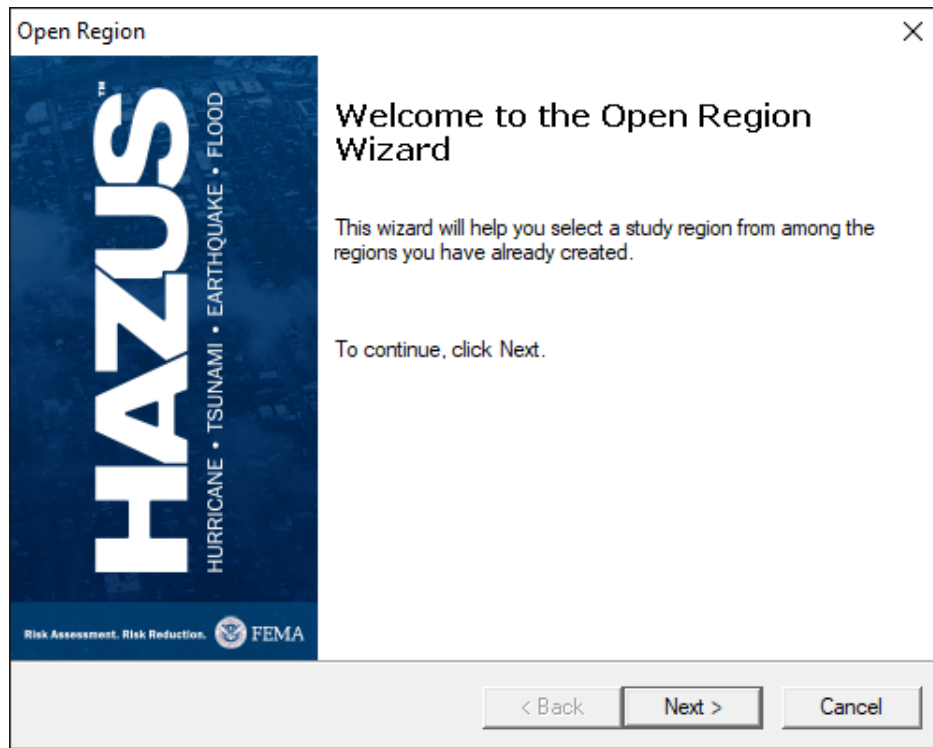 Open Region
HAZUS™
HURRICANE • TSUNAMI • EARTHQUAKE • FLOOD
Risk Assessment. Risk Reduction.
FEMA
Welcome to the Open Region
Wizard
This wizard will help you select a study region from among the
regions you have already created.
To continue, click Next.
< Back
Next >
Cancel